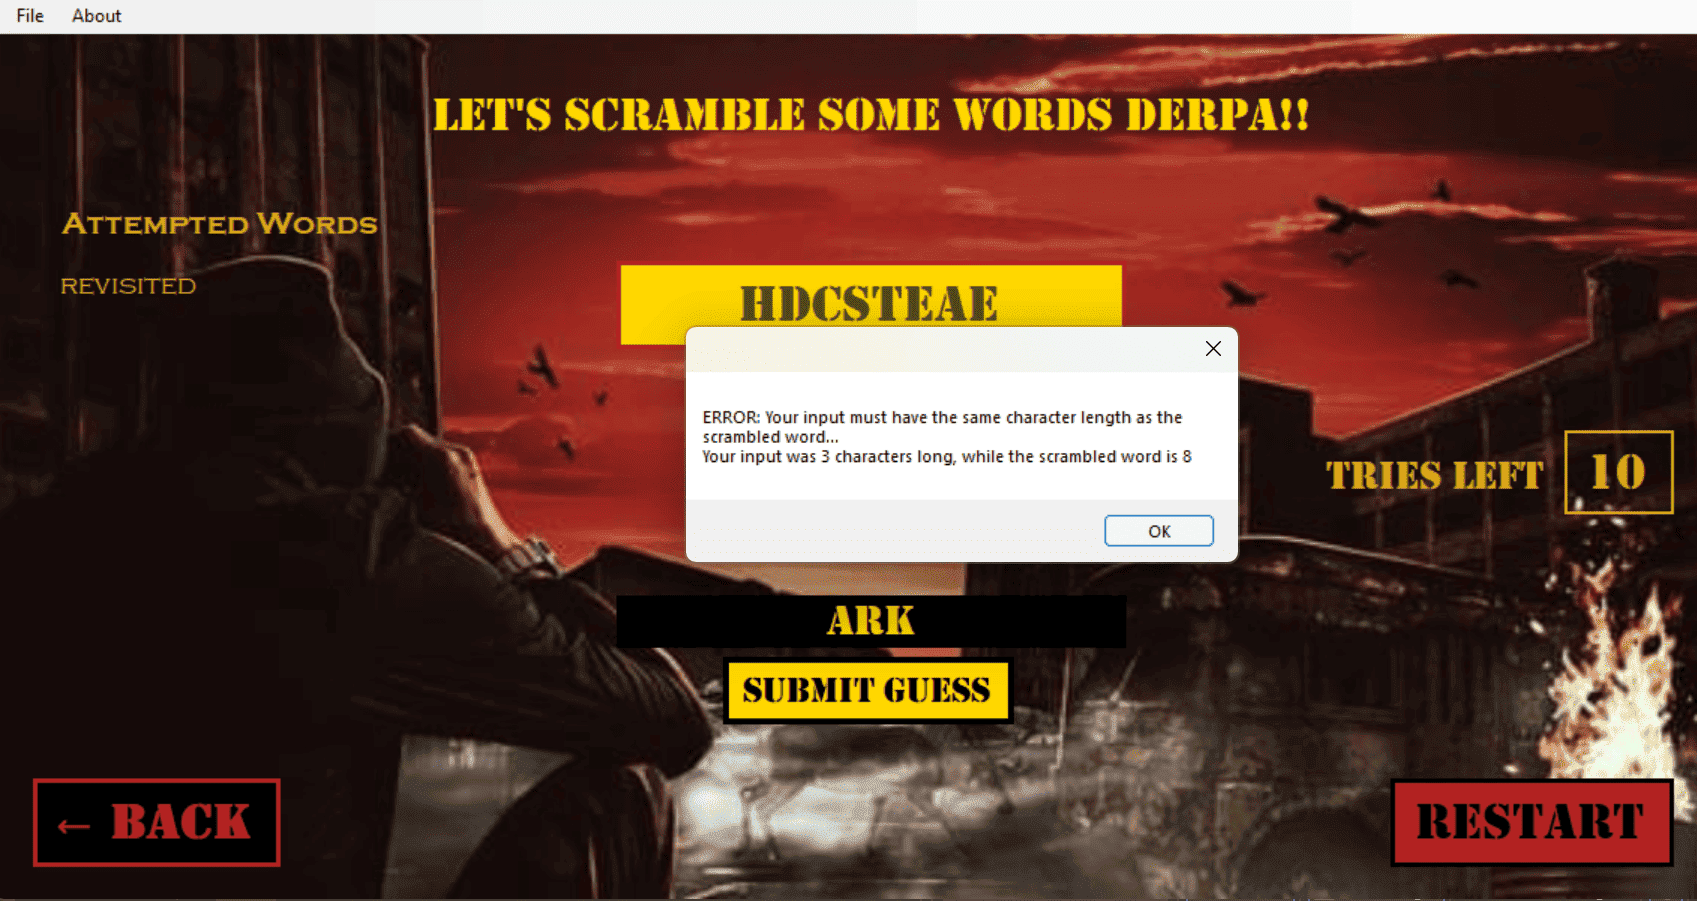 File About
LET'S SCRAMBLE SOME WORDS DERPA!!
ATTEMPTED WORDS
REVISITED
HDCSTEAE
ERROR: Your input must have the same character length as the
scrambled word...
Your input was 3 characters long, while the scrambled word is 8
OK
TRIES LEFT 10
ARK
SUBMIT GUESS
← BACK
RESTART